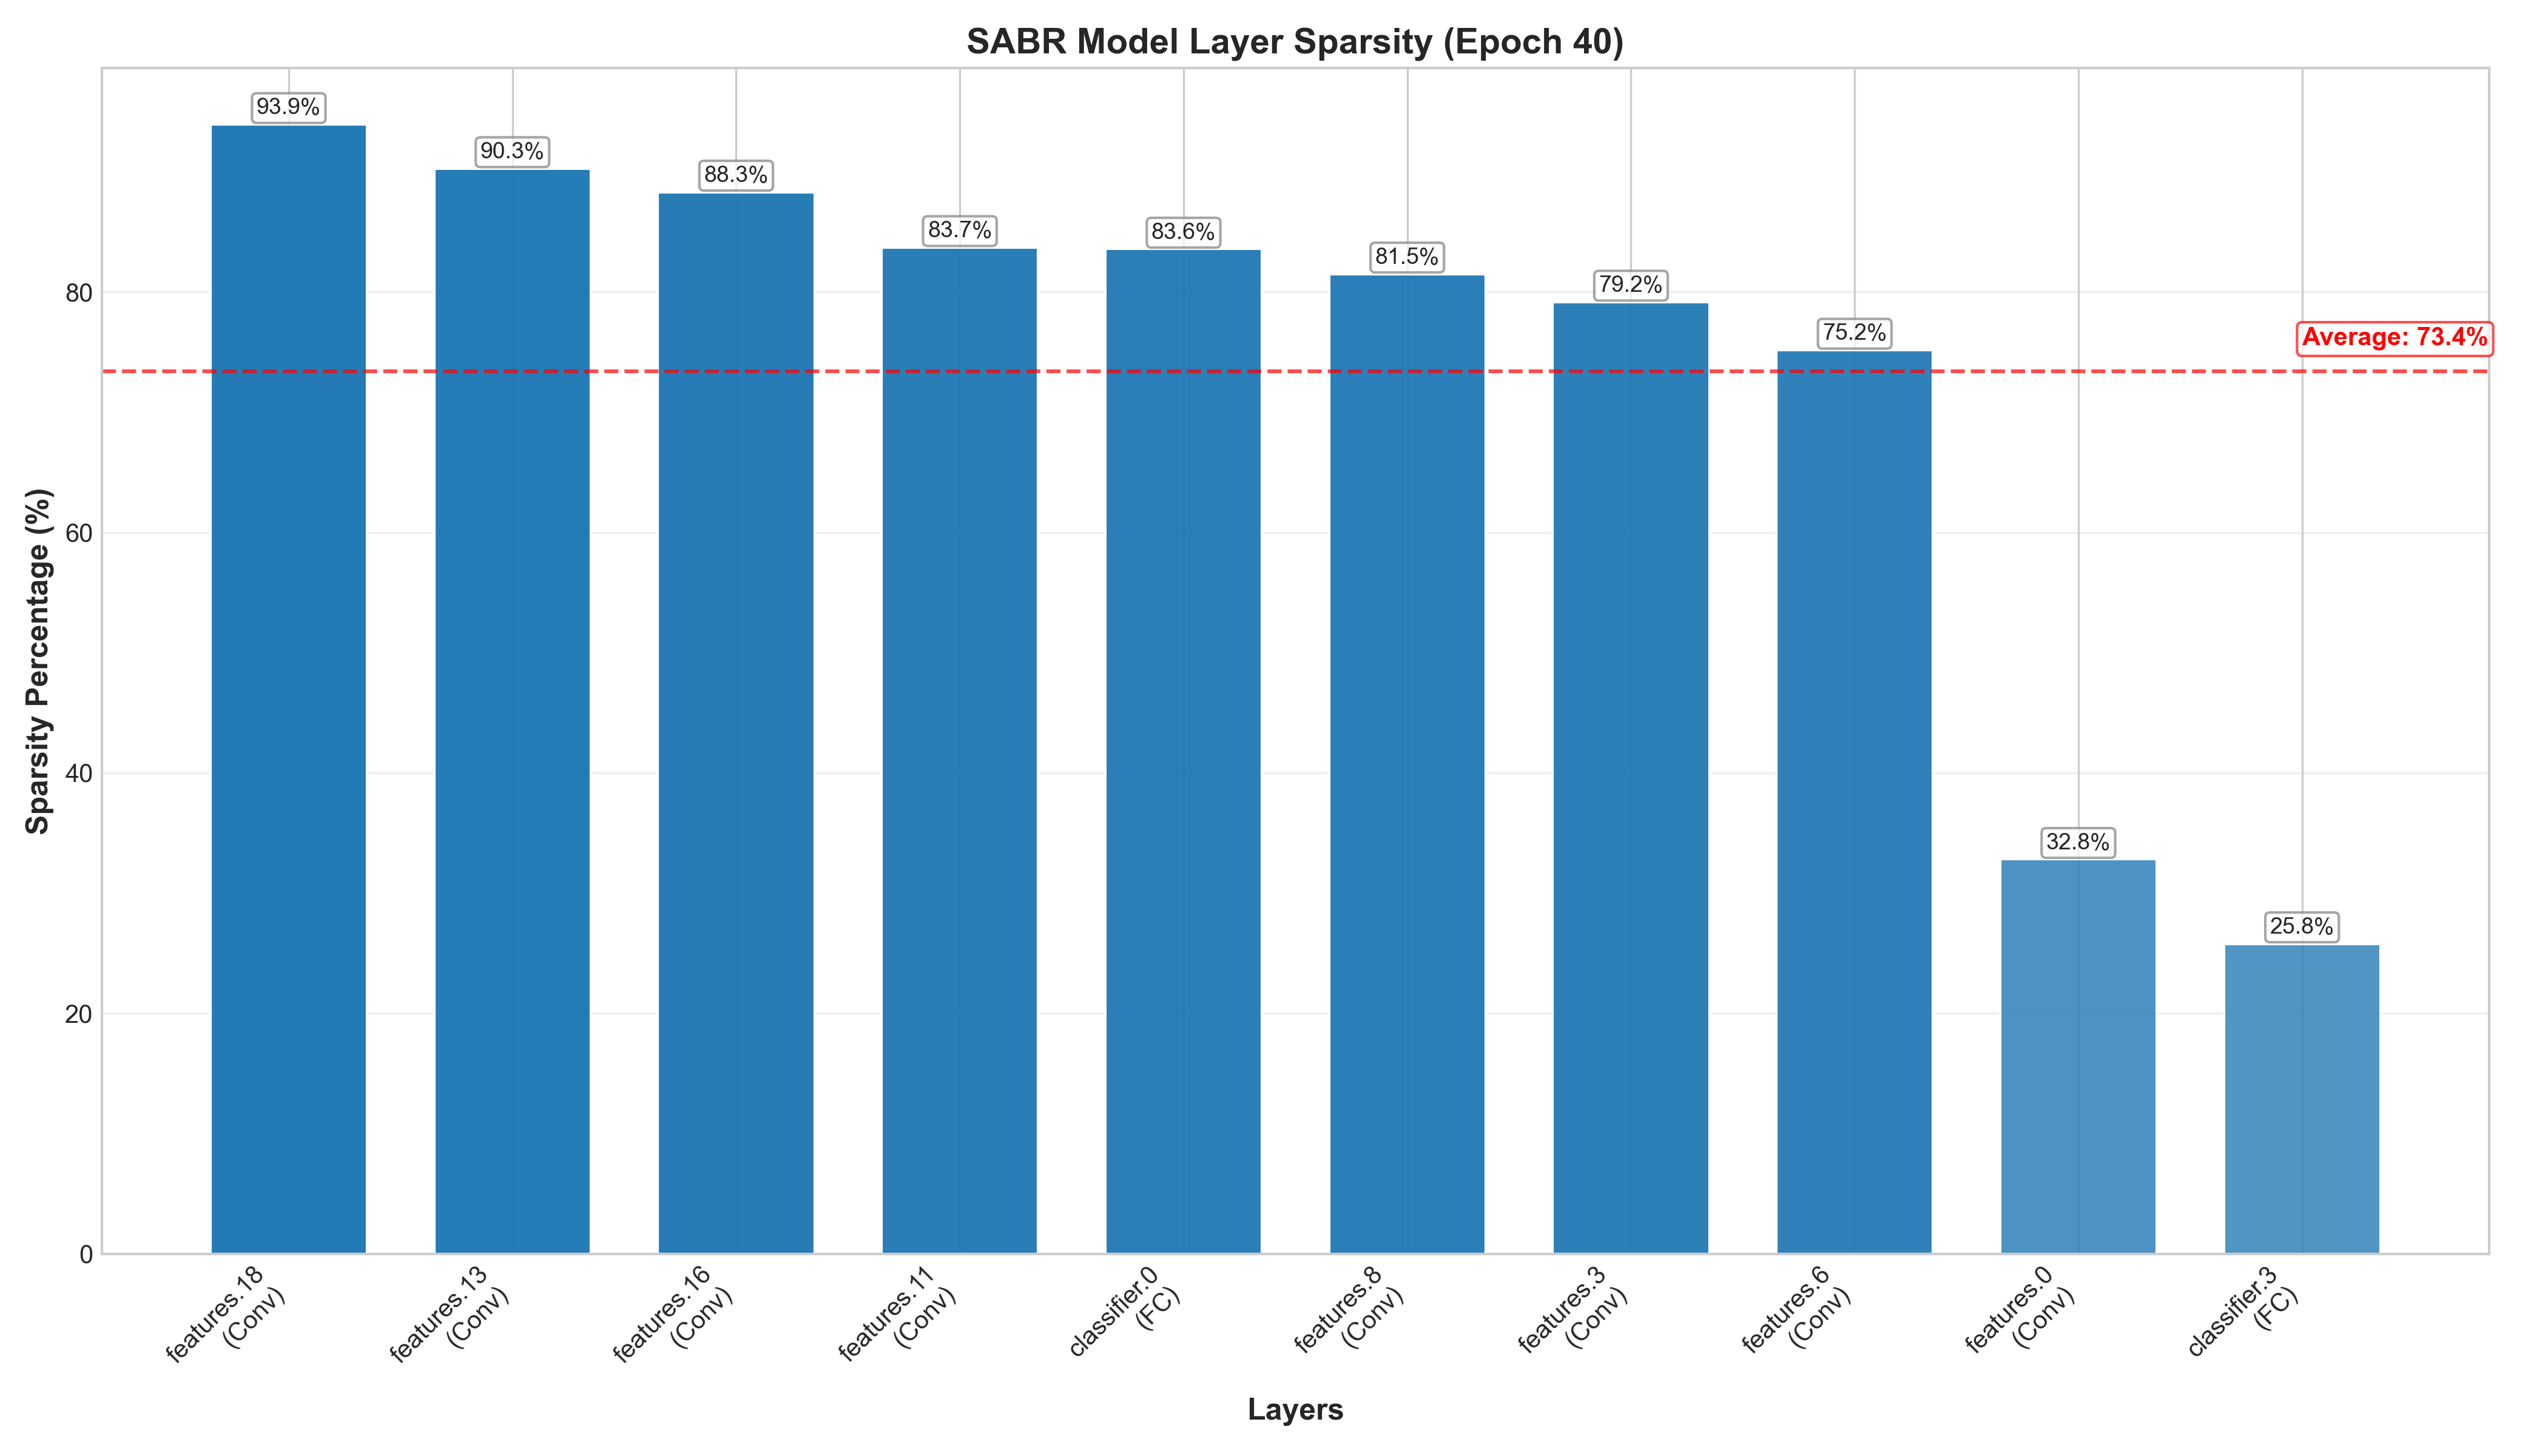 SABR Model Layer Sparsity (Epoch 40)
Sparsity Percentage (%)
80
60
40
20
0
93.9%
90.3%
88.3%
83.7%
83.6%
81.5%
79.2%
75.2%
32.8%
25.8%
Average: 73.4%
features.18
(Conv)
features.13
(Conv)
features.16
(Conv)
features.11
(Conv)
classifier.0
(FC)
features.8
(Conv)
features.3
(Conv)
features.6
(Conv)
features.0
(Conv)
classifier.3
(FC)
Layers